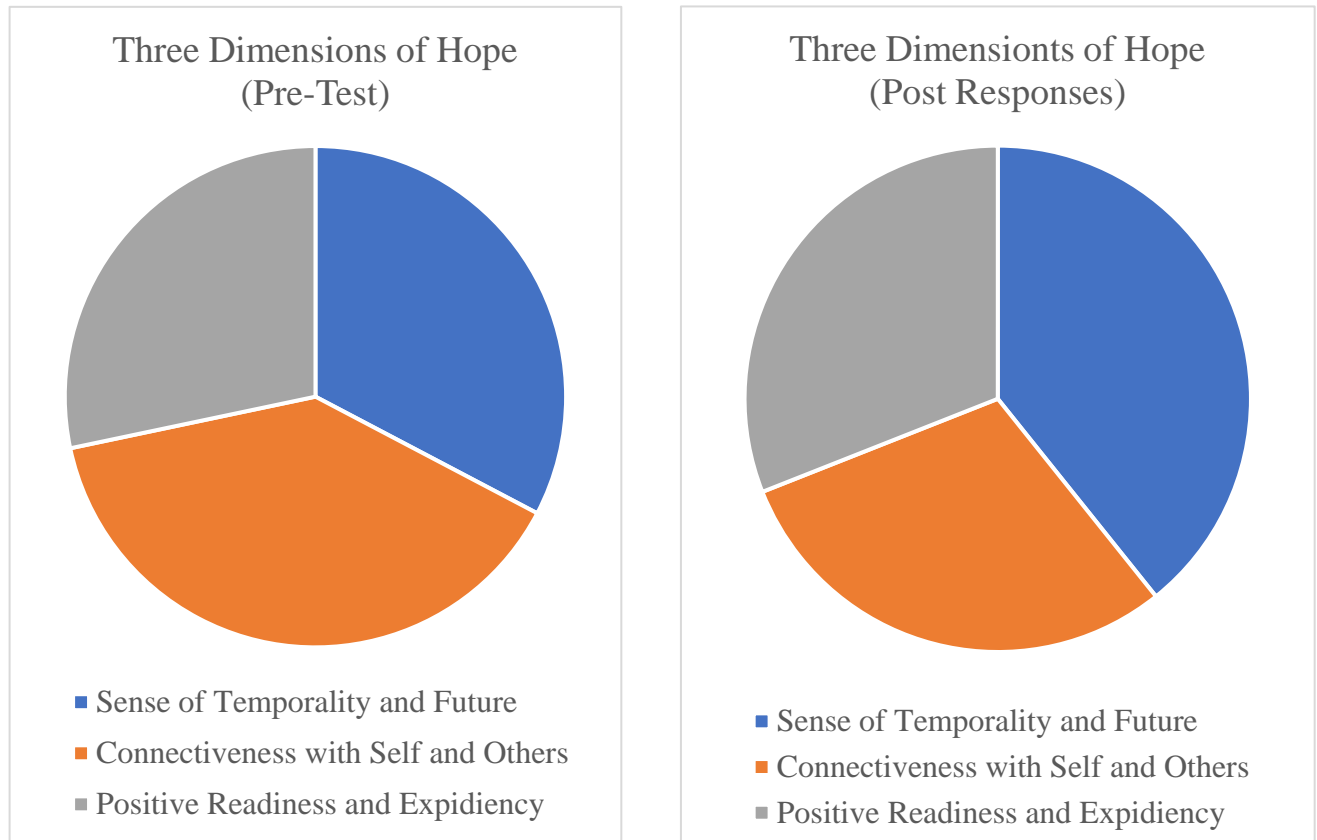 Three Dimensions of Hope
(Pre-Test)
Sense of Temporality and Future
Connectiveness with Self and Others
Positive Readiness and Expidiency
Three Dimensionts of Hope
(Post Responses)
Sense of Temporality and Future
Connectiveness with Self and Others
Positive Readiness and Expidiency